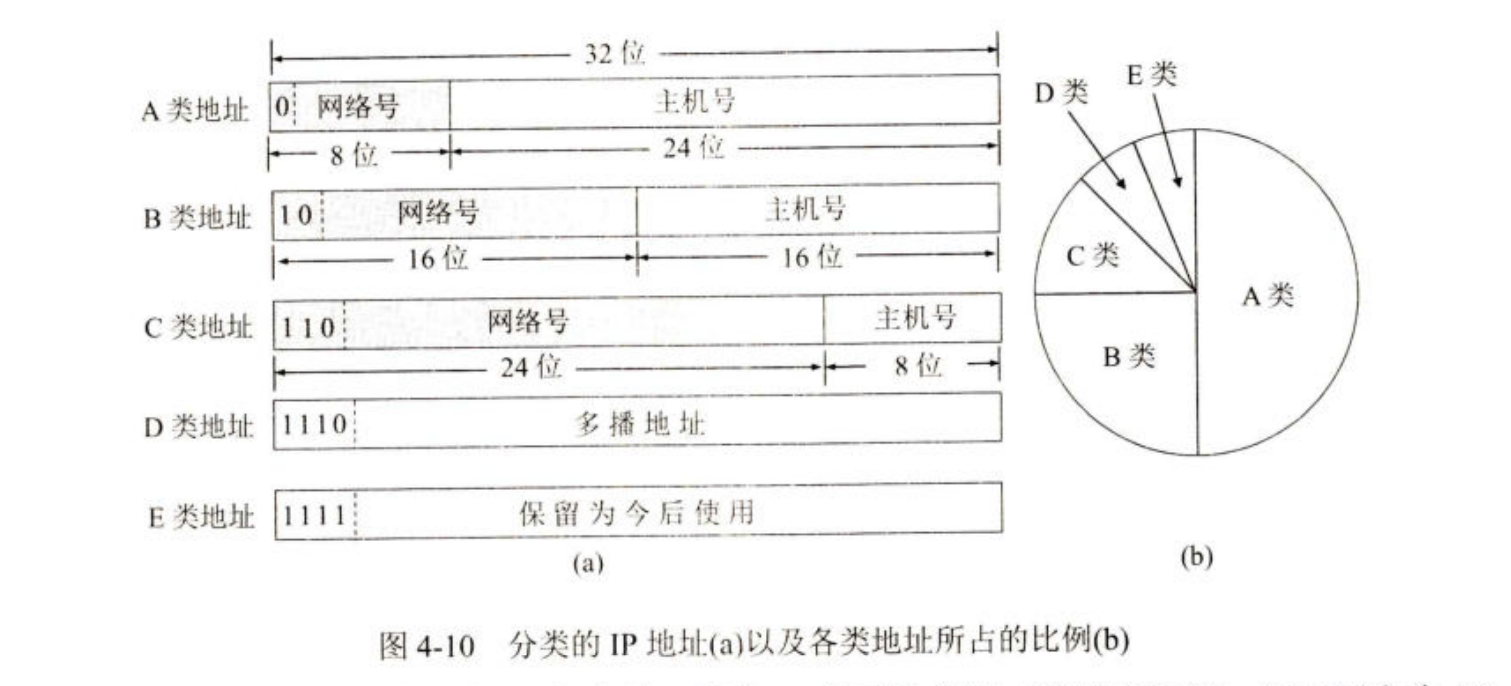 32 位
A 类地址 0 网络号 主机号
8 位 24 位
B 类地址 10 网络号 主机号
16 位 16 位
C 类地址 110 网络号 主机号
24 位 8 位
D 类地址 1110 多播地址
E 类地址 1111 保留为今后使用
(a)
D 类 E 类
C 类 A 类
B 类
(b)
图 4-10 分类的 IP 地址(a)以及各类地址所占的比例(b)